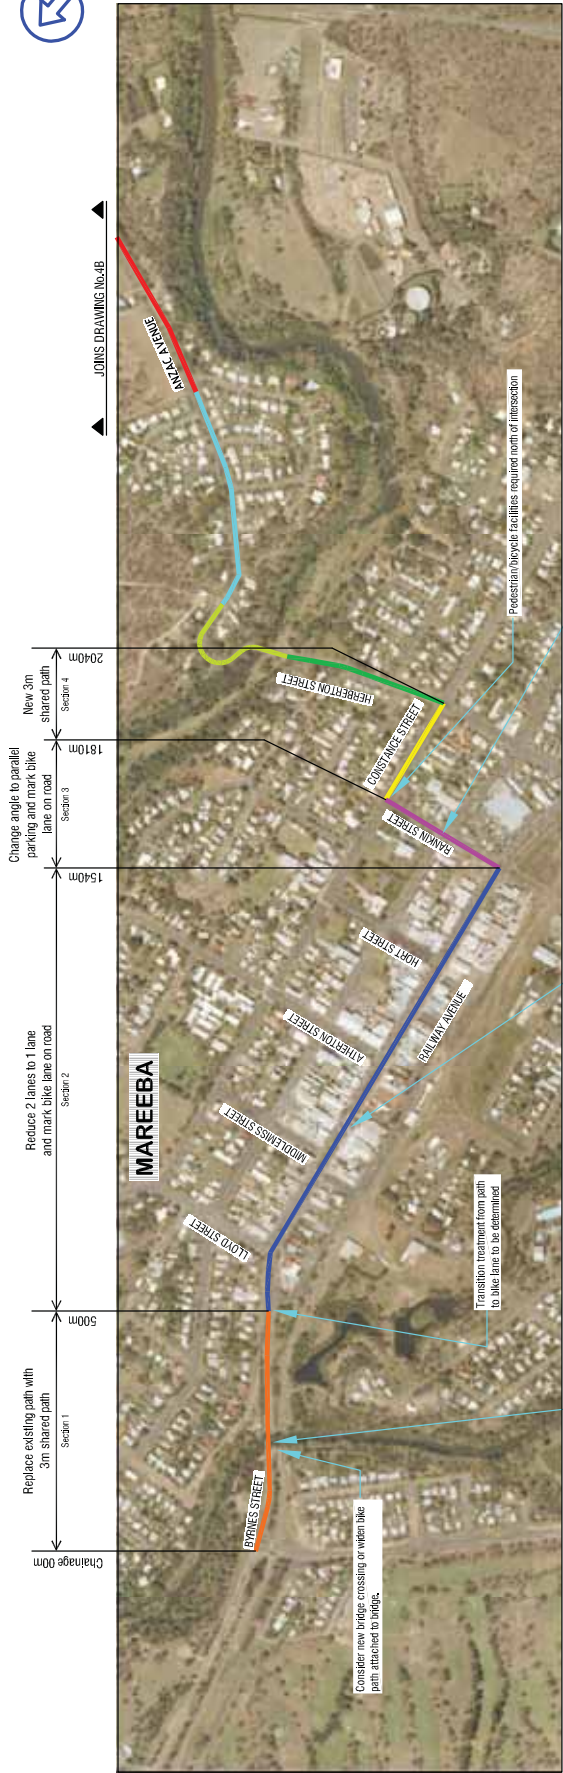 Replace existing path with
3m shared path
Section 1
Reduce 2 lanes to 1 lane
and mark bike lane on road
Section 2
Change angle to parallel
parking and mark bike
lane on road
Section 3
New 3m
shared path
Section 4
JOINS DRAWING No.4B
Chainage 00m
500m
1540m
1810m
2040m
MAREEBA
BYRNES STREET
LLOYD STREET
MIDDLEMISS STREET
ATHERTON STREET
HORT STREET
RAILWAY AVENUE
RANKIN STREET
CONSTANCE STREET
HERBERTON STREET
ANZAC AVENUE
Consider new bridge crossing or widen bike
path attached to bridge.
Transition treatment from path
to bike lane to be determined
Pedestrian/bicycle facilities required north of intersection